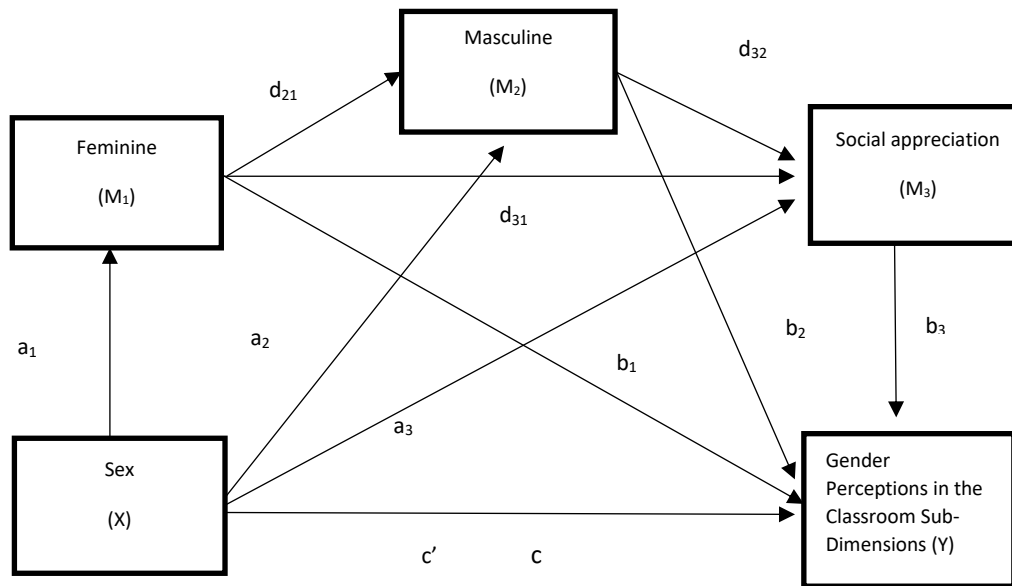 Masculine
(M₂)
d₃₂
d₂₁
Feminine
(M₁)
Social appreciation
(M₃)
d₃₁
a₁
a₂
b₁
b₂
b₃
a₃
Sex
(X)
Gender
Perceptions in the
Classroom Sub-
Dimensions (Y)
c’ c